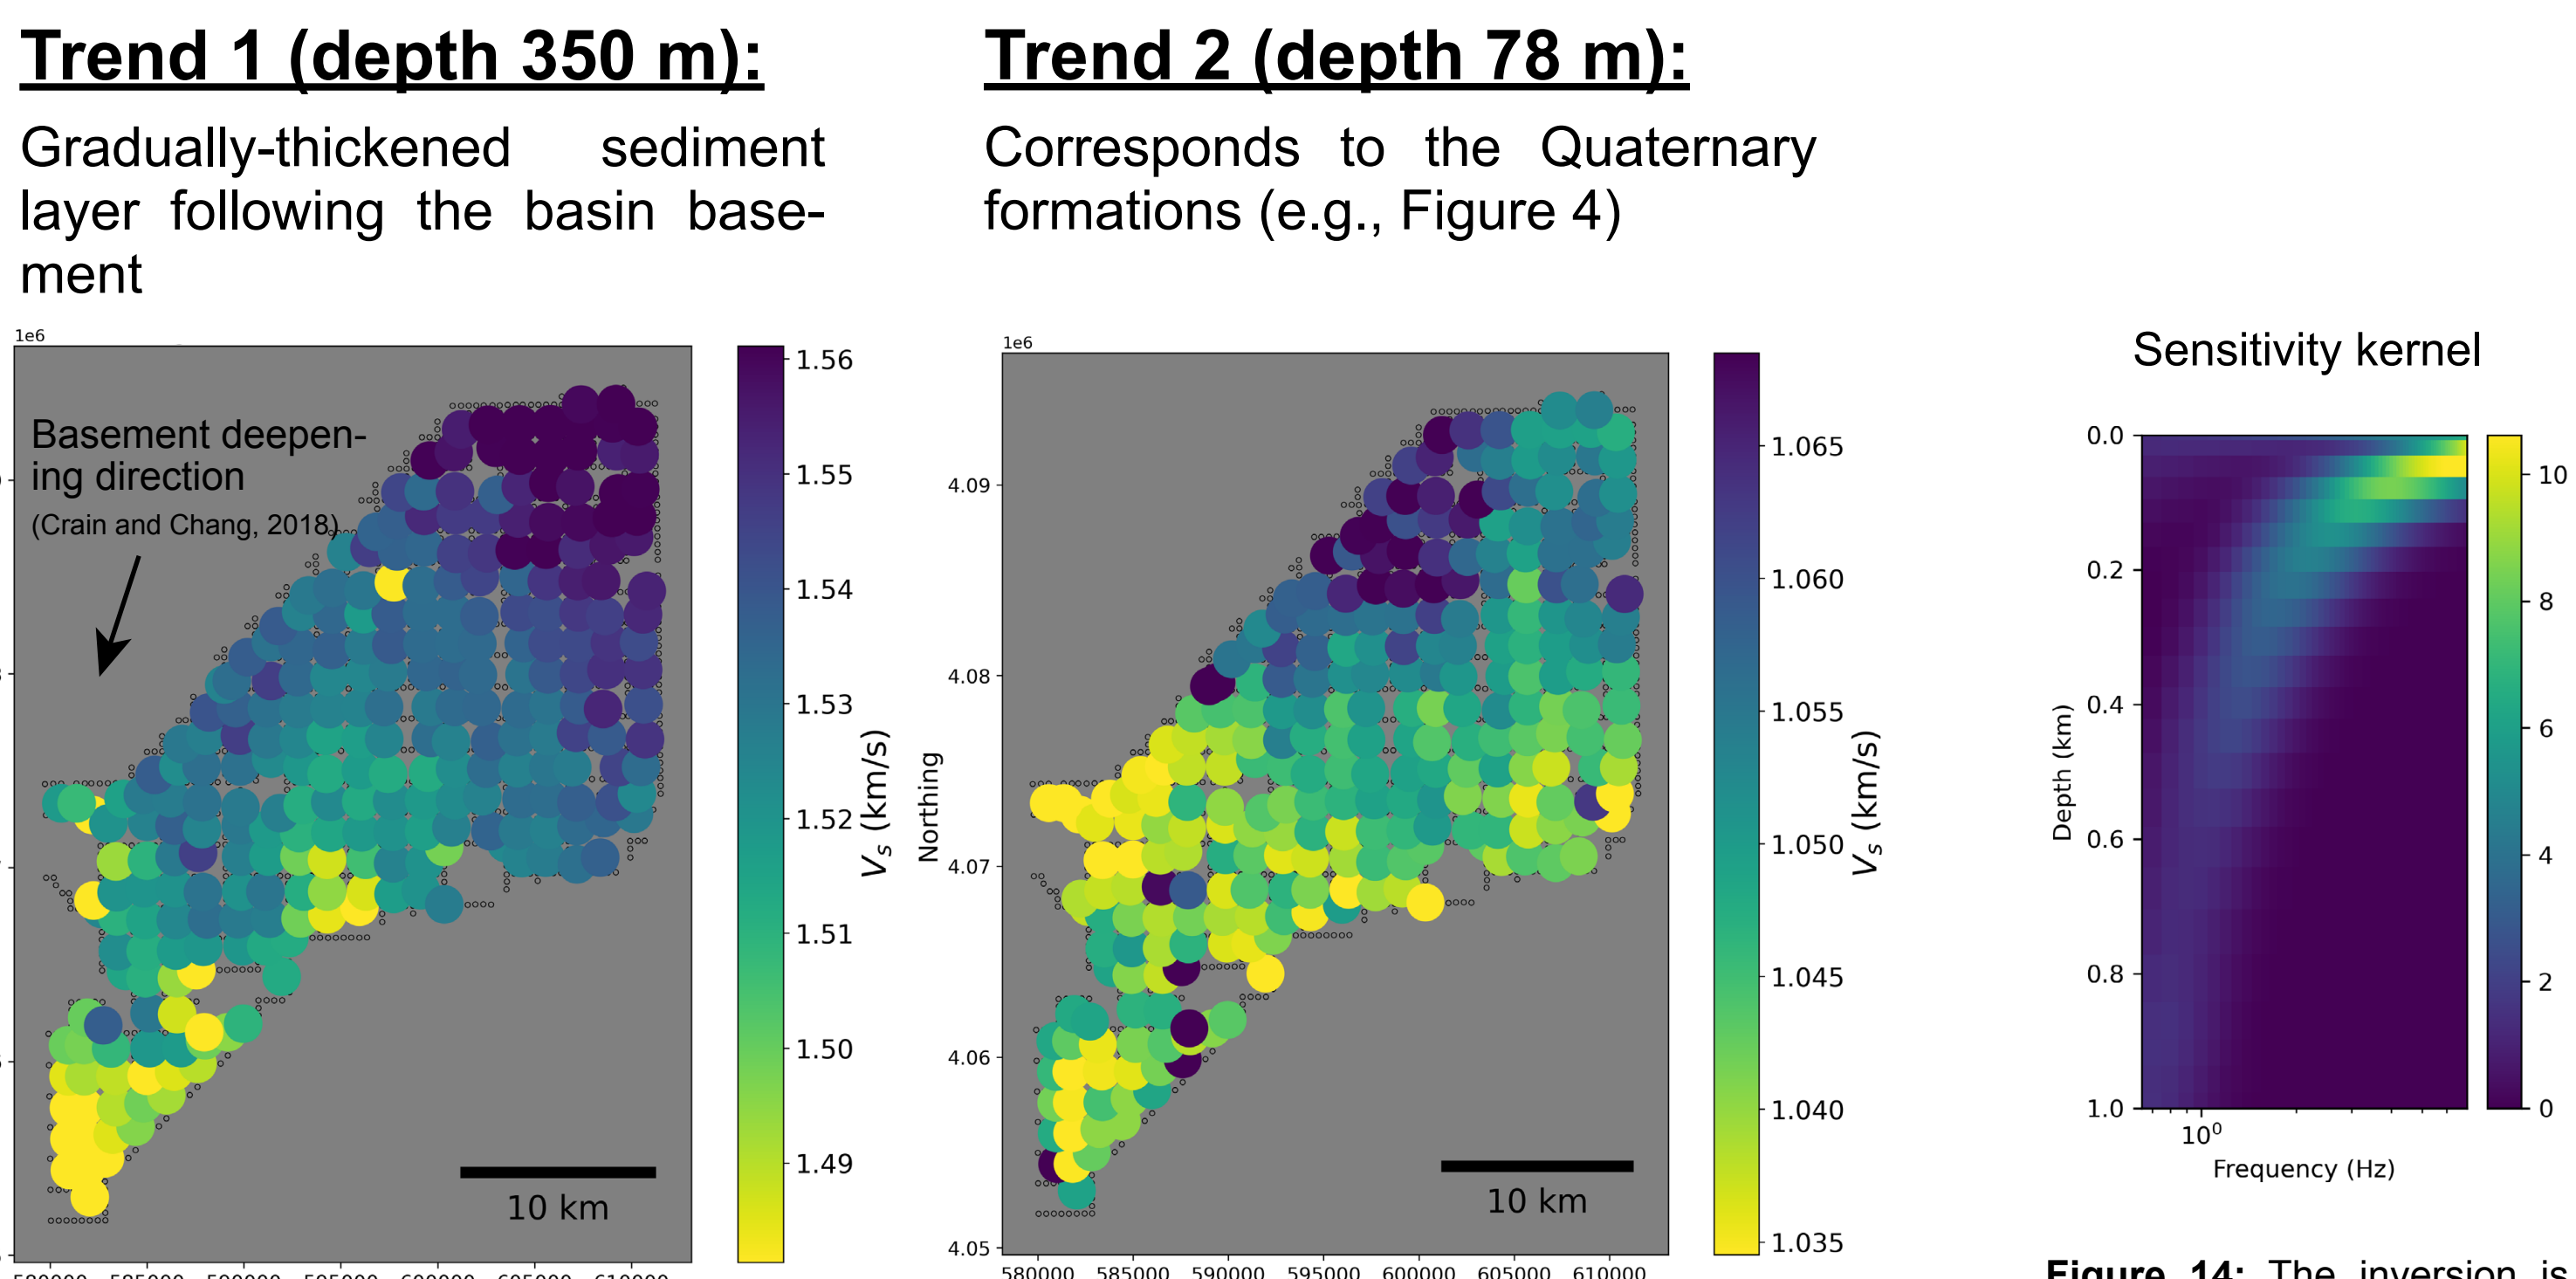 Trend 1 (depth 350 m):
Gradually-thickened sediment
layer following the basin base-
ment
1e6
Basement deepen-
ing direction
(Crain and Chang, 2018)
10 km
1.56
1.55
1.54
1.53
1.52
1.51
1.50
1.49
Vs (km/s)
Trend 2 (depth 78 m):
Corresponds to the Quaternary
formations (e.g., Figure 4)
1e6
Northing
4.09
4.08
4.07
4.06
4.05
580000 585000 590000 595000 600000 605000 610000
10 km
1.065
1.060
1.055
1.050
1.045
1.040
1.035
Vs (km/s)
Sensitivity kernel
Depth (km)
0.0
0.2
0.4
0.6
0.8
1.0
10⁰
Frequency (Hz)
10
8
6
4
2
0
Figure 14: The inversion is